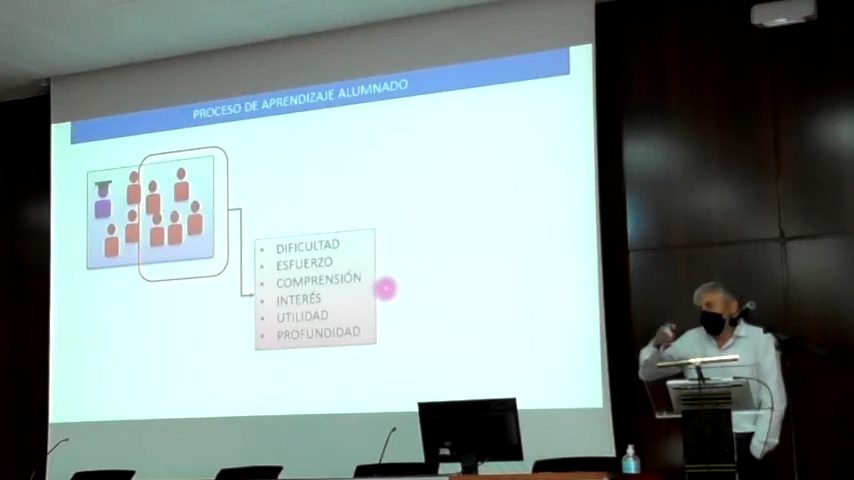 PROCESO DE APRENDIZAJE ALUMNADO
• DIFICULTAD
• ESFUERZO
• COMPRENSIÓN
• INTERÉS
• UTILIDAD
• PROFUNDIDAD